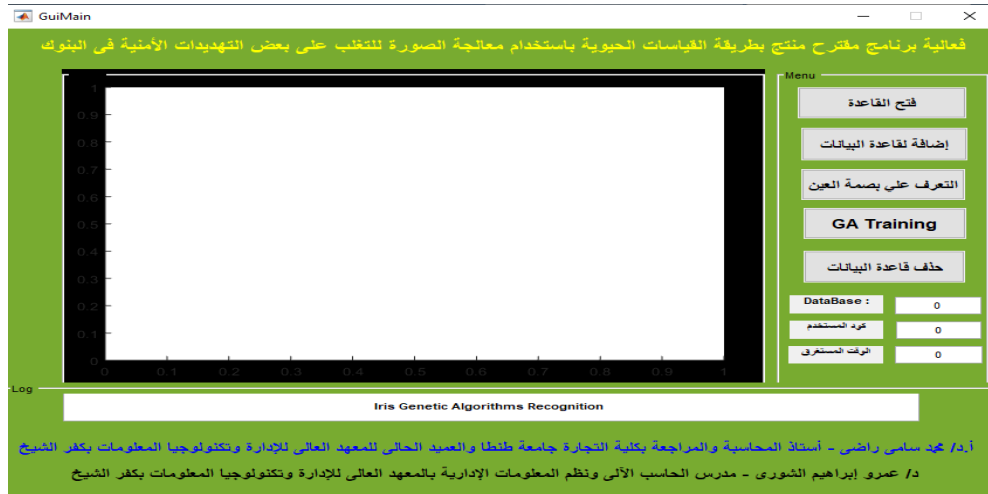 GuiMain
فعالية برنامج مقترح منتج بطريقة القياسات الحيوية باستخدام معالجة الصورة للتغلب على بعض التهديدات الأمنية فى البنوك
Menu
1
0.9
0.8
0.7
0.6
0.5
0.4
0.3
0.2
0.1
0
0 0.1 0.2 0.3 0.4 0.5 0.6 0.7 0.8 0.9 1
فتح القاعدة
إضافة لقاعدة البيانات
التعرف علي بصمة العين
GA Training
حذف قاعدة البيانات
DataBase : 0
كود المستخدم 0
الوقت المستغرق 0
Log
Iris Genetic Algorithms Recognition
أ.د/ محمد سامى راضى - أستاذ المحاسبة والمراجعة بكلية التجارة جامعة طنطا والعميد الحالى للمعهد العالى للإدارة وتكنولوجيا المعلومات بكفر الشيخ
د/ عمرو إبراهيم الشورى - مدرس الحاسب الآلى ونظم المعلومات الإدارية بالمعهد العالى للإدارة وتكنولوجيا المعلومات بكفر الشيخ